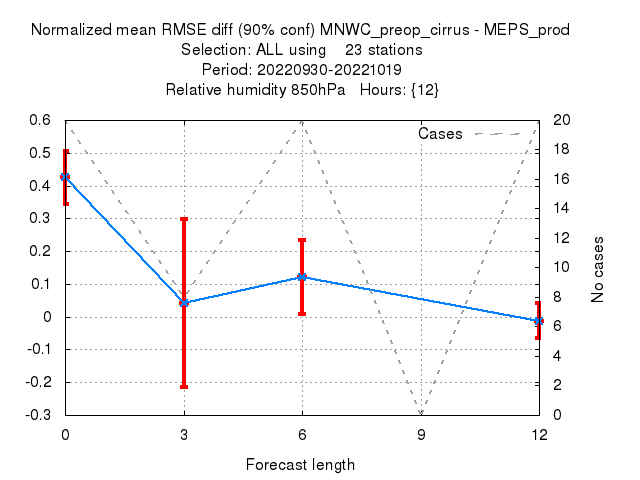 Normalized mean RMSE diff (90% conf) MNWC_preop_cirrus - MEPS_prod
Selection: ALL using 23 stations
Period: 20220930-20221019
Relative humidity 850hPa Hours: {12}
Cases
0.6
0.5
0.4
0.3
0.2
0.1
0
-0.1
-0.2
-0.3
20
18
16
14
12
10
8
6
4
2
0
No cases
0 3 6 9 12
Forecast length